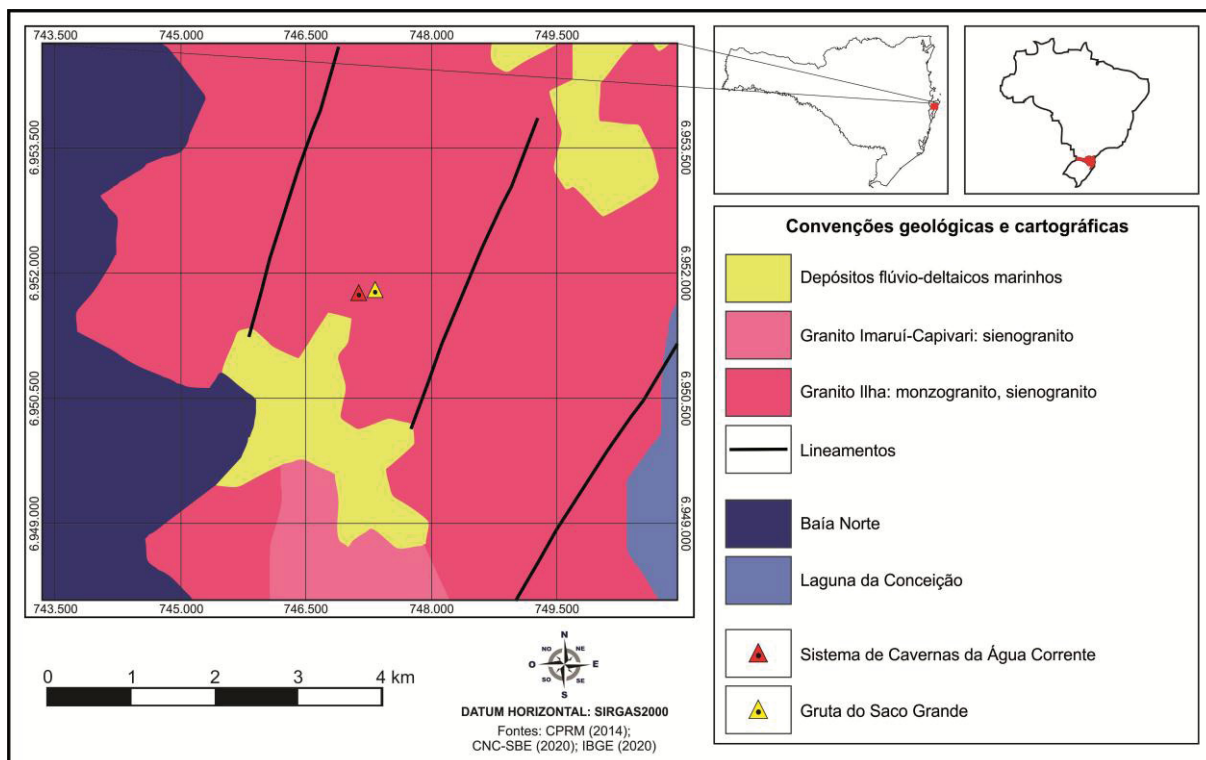 743.500 745.000 746.500 748.000 749.500
6.953.500
6.952.000
6.950.500
6.949.000
6.953.500
6.952.000
6.950.500
6.949.000
743.500 745.000 746.500 748.000 749.500
Convenções geológicas e cartográficas
Depósitos flúvio-deltaicos marinhos
Granito Imaruí-Capivari: sienogranito
Granito Ilha: monzogranito, sienogranito
Lineamentos
Baía Norte
Laguna da Conceição
Sistema de Cavernas da Água Corrente
Gruta do Saco Grande
0 1 2 3 4 km
N
NO NE
O E
SO SE
S
DATUM HORIZONTAL: SIRGAS2000
Fontes: CPRM (2014);
CNC-SBE (2020); IBGE (2020)